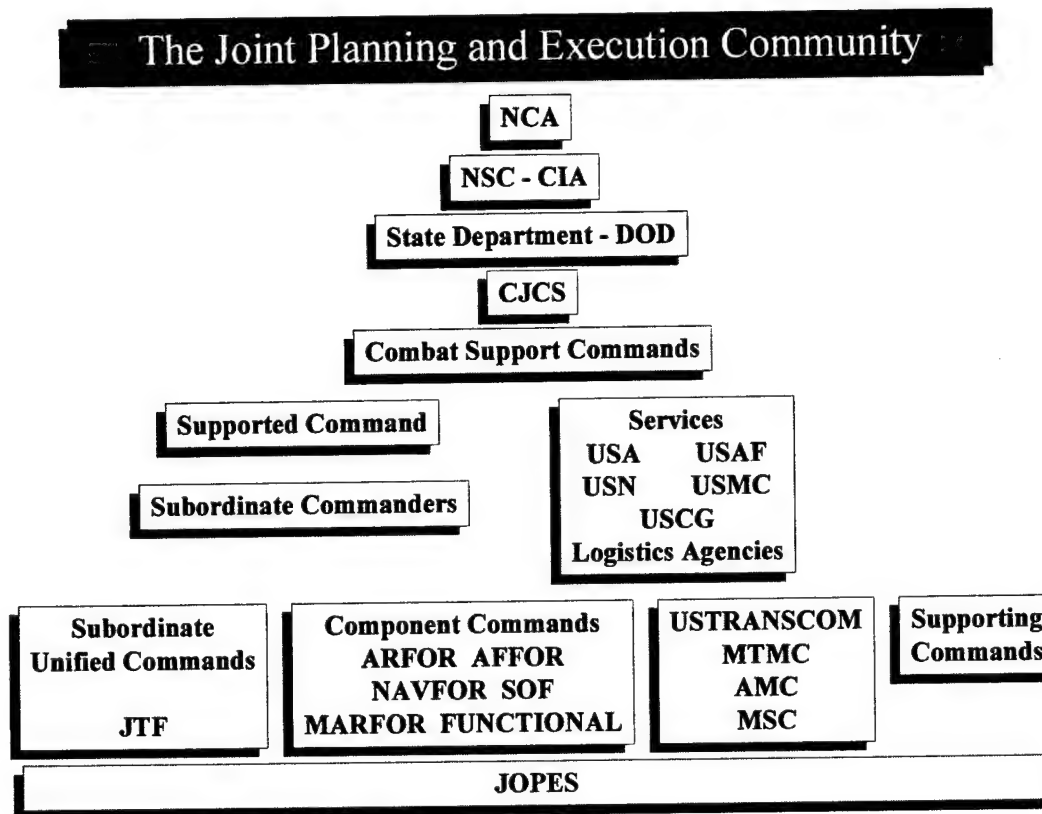 The Joint Planning and Execution Community
NCA
NSC - CIA
State Department - DOD
CJCS
Combat Support Commands
Supported Command
Subordinate Commanders
Services
USA USAF
USN USMC
USCG
Logistics Agencies
Subordinate
Unified Commands
JTF
Component Commands
ARFOR AFFOR
NAVFOR SOF
MARFOR FUNCTIONAL
USTRANSCOM
MTMC
AMC
MSC
Supporting
Commands
JOPES